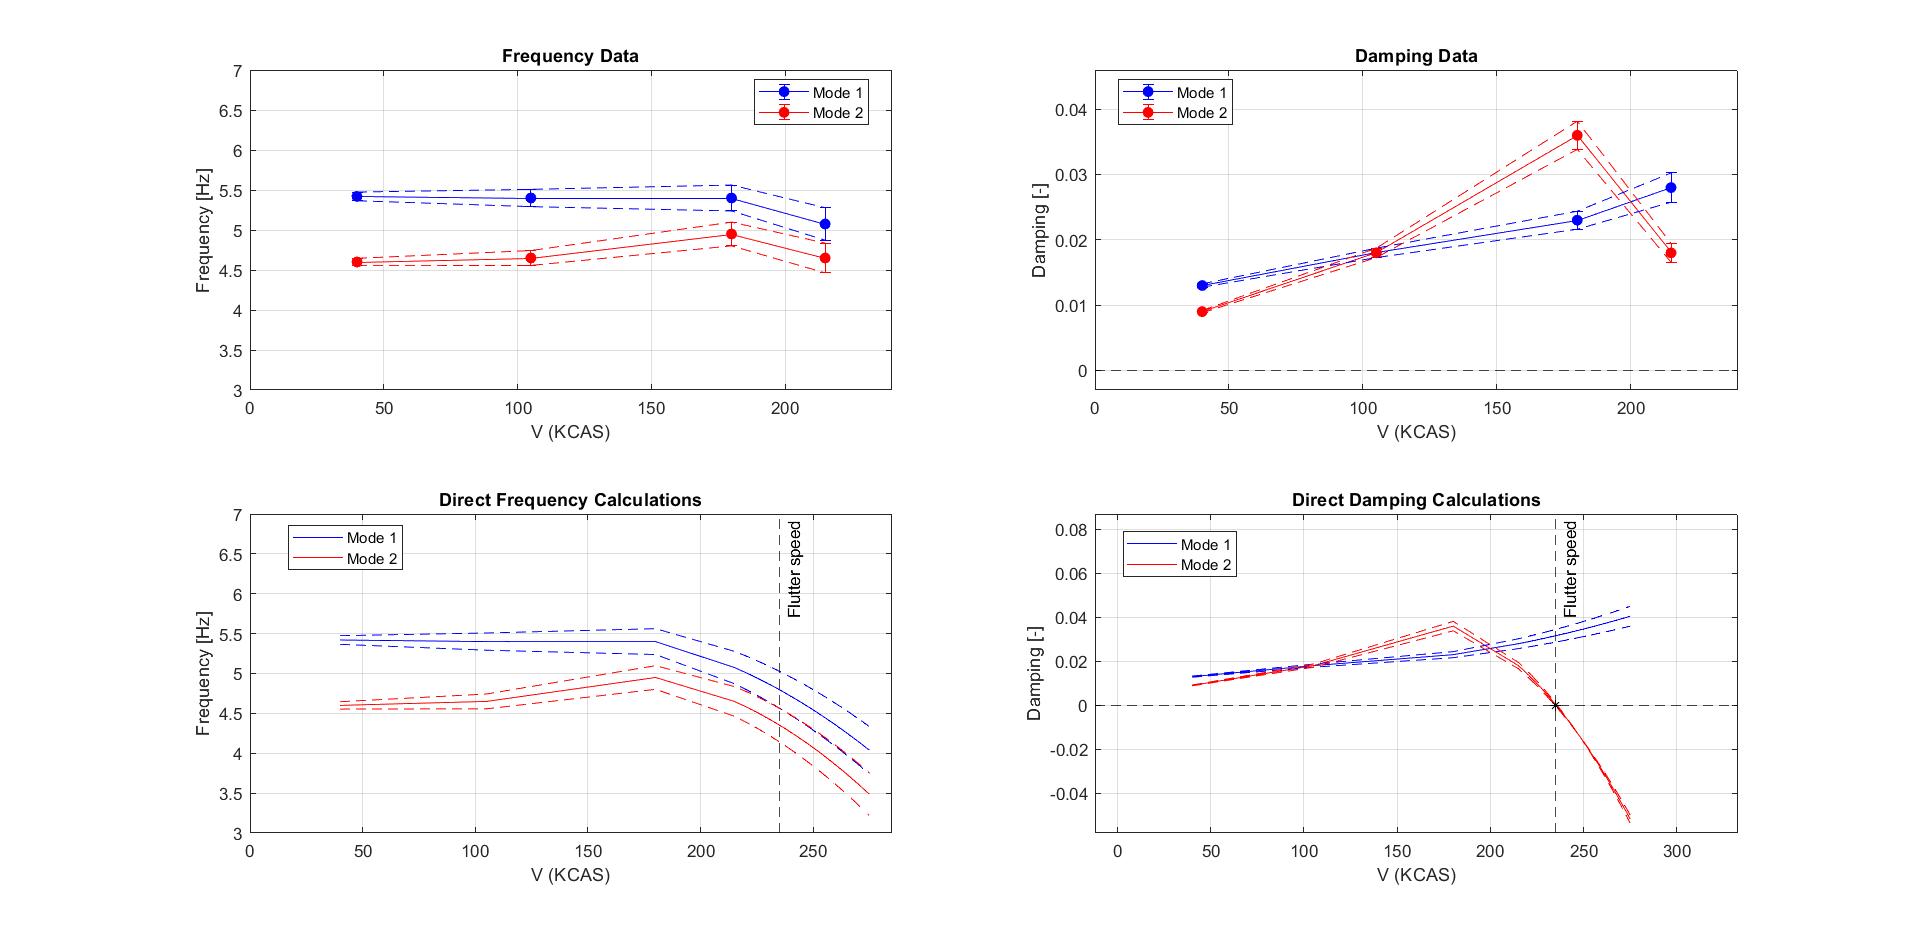 Frequency Data
7
6.5
6
5.5
5
4.5
4
3.5
3
Frequency [Hz]
Mode 1
Mode 2
0 50 100 150 200
V (KCAS)
Damping Data
0.04
0.03
0.02
0.01
0
Damping [-]
Mode 1
Mode 2
0 50 100 150 200
V (KCAS)
Direct Frequency Calculations
7
6.5
6
5.5
5
4.5
4
3.5
3
Frequency [Hz]
Mode 1
Mode 2
Flutter speed
0 50 100 150 200 250
V (KCAS)
Direct Damping Calculations
0.08
0.06
0.04
0.02
0
-0.02
-0.04
Damping [-]
Mode 1
Mode 2
Flutter speed
0 50 100 150 200 250 300
V (KCAS)